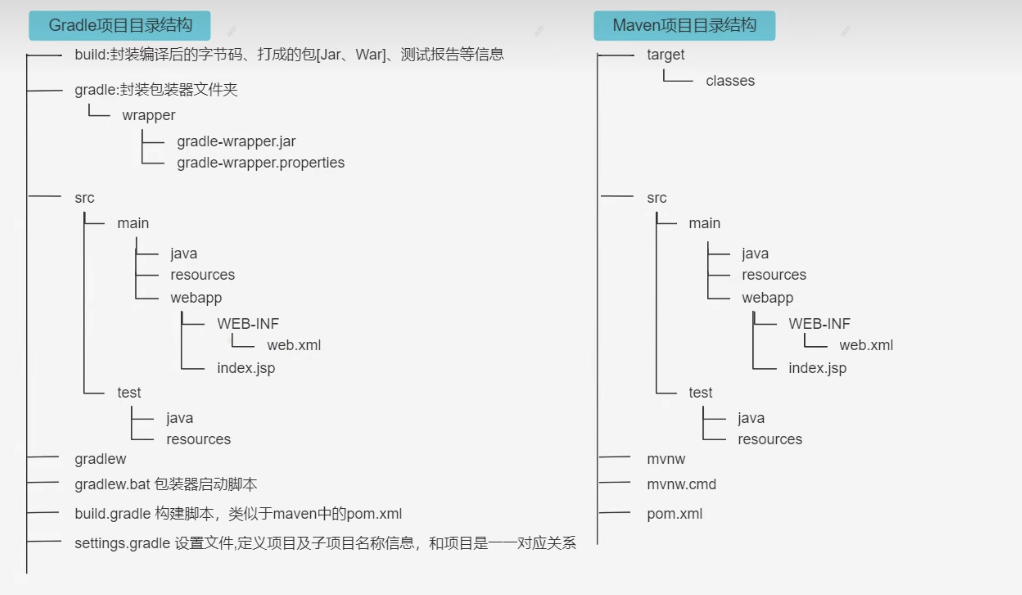 Gradle项目目录结构
build:封装编译后的字节码、打成的包[Jar、War]、测试报告等信息
gradle:封装包装器文件夹
wrapper
gradle-wrapper.jar
gradle-wrapper.properties
src
main
java
resources
webapp
WEB-INF
web.xml
index.jsp
test
java
resources
gradlew
gradlew.bat 包装器启动脚本
build.gradle 构建脚本，类似于maven中的pom.xml
settings.gradle 设置文件,定义项目及子项目名称信息，和项目是一一对应关系
Maven项目目录结构
target
classes
src
main
java
resources
webapp
WEB-INF
web.xml
index.jsp
test
java
resources
mvnw
mvnw.cmd
pom.xml